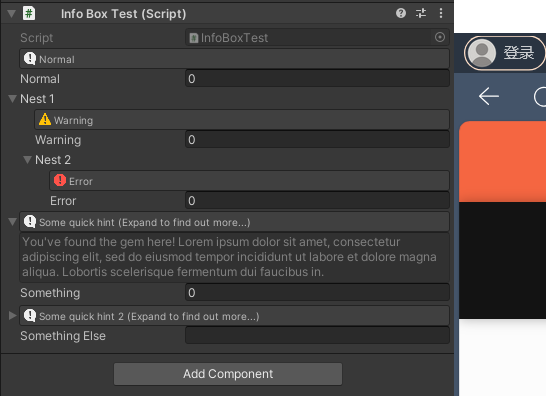 Info Box Test (Script)
Script InfoBoxTest
Normal
Normal 0
Nest 1
Warning
Warning 0
Nest 2
Error
Error 0
Some quick hint (Expand to find out more...)
You've found the gem here! Lorem ipsum dolor sit amet, consectetur
adipiscing elit, sed do eiusmod tempor incididunt ut labore et dolore magna
aliqua. Lobortis scelerisque fermentum dui faucibus in.
Something 0
Some quick hint 2 (Expand to find out more...)
Something Else
Add Component
登录